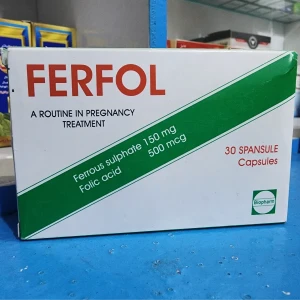 FERFOL
A ROUTINE IN PREGNANCY
TREATMENT
Ferrous sulphate 150 mg
Folic acid 500 mcg
30 SPANSULE
Capsules
Biopharm